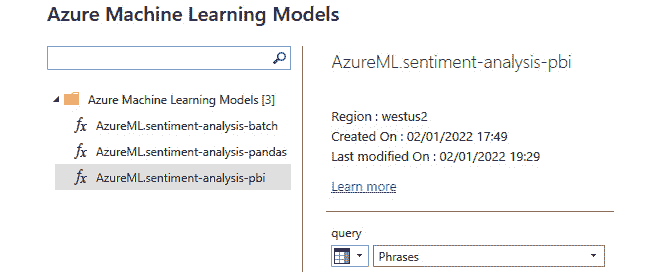 Azure Machine Learning Models
Azure Machine Learning Models [3]
fx AzureML.sentiment-analysis-batch
fx AzureML.sentiment-analysis-pandas
fx AzureML.sentiment-analysis-pbi
AzureML.sentiment-analysis-pbi
Region : westus2
Created On : 02/01/2022 17:49
Last modified On : 02/01/2022 19:29
Learn more
query
Phrases